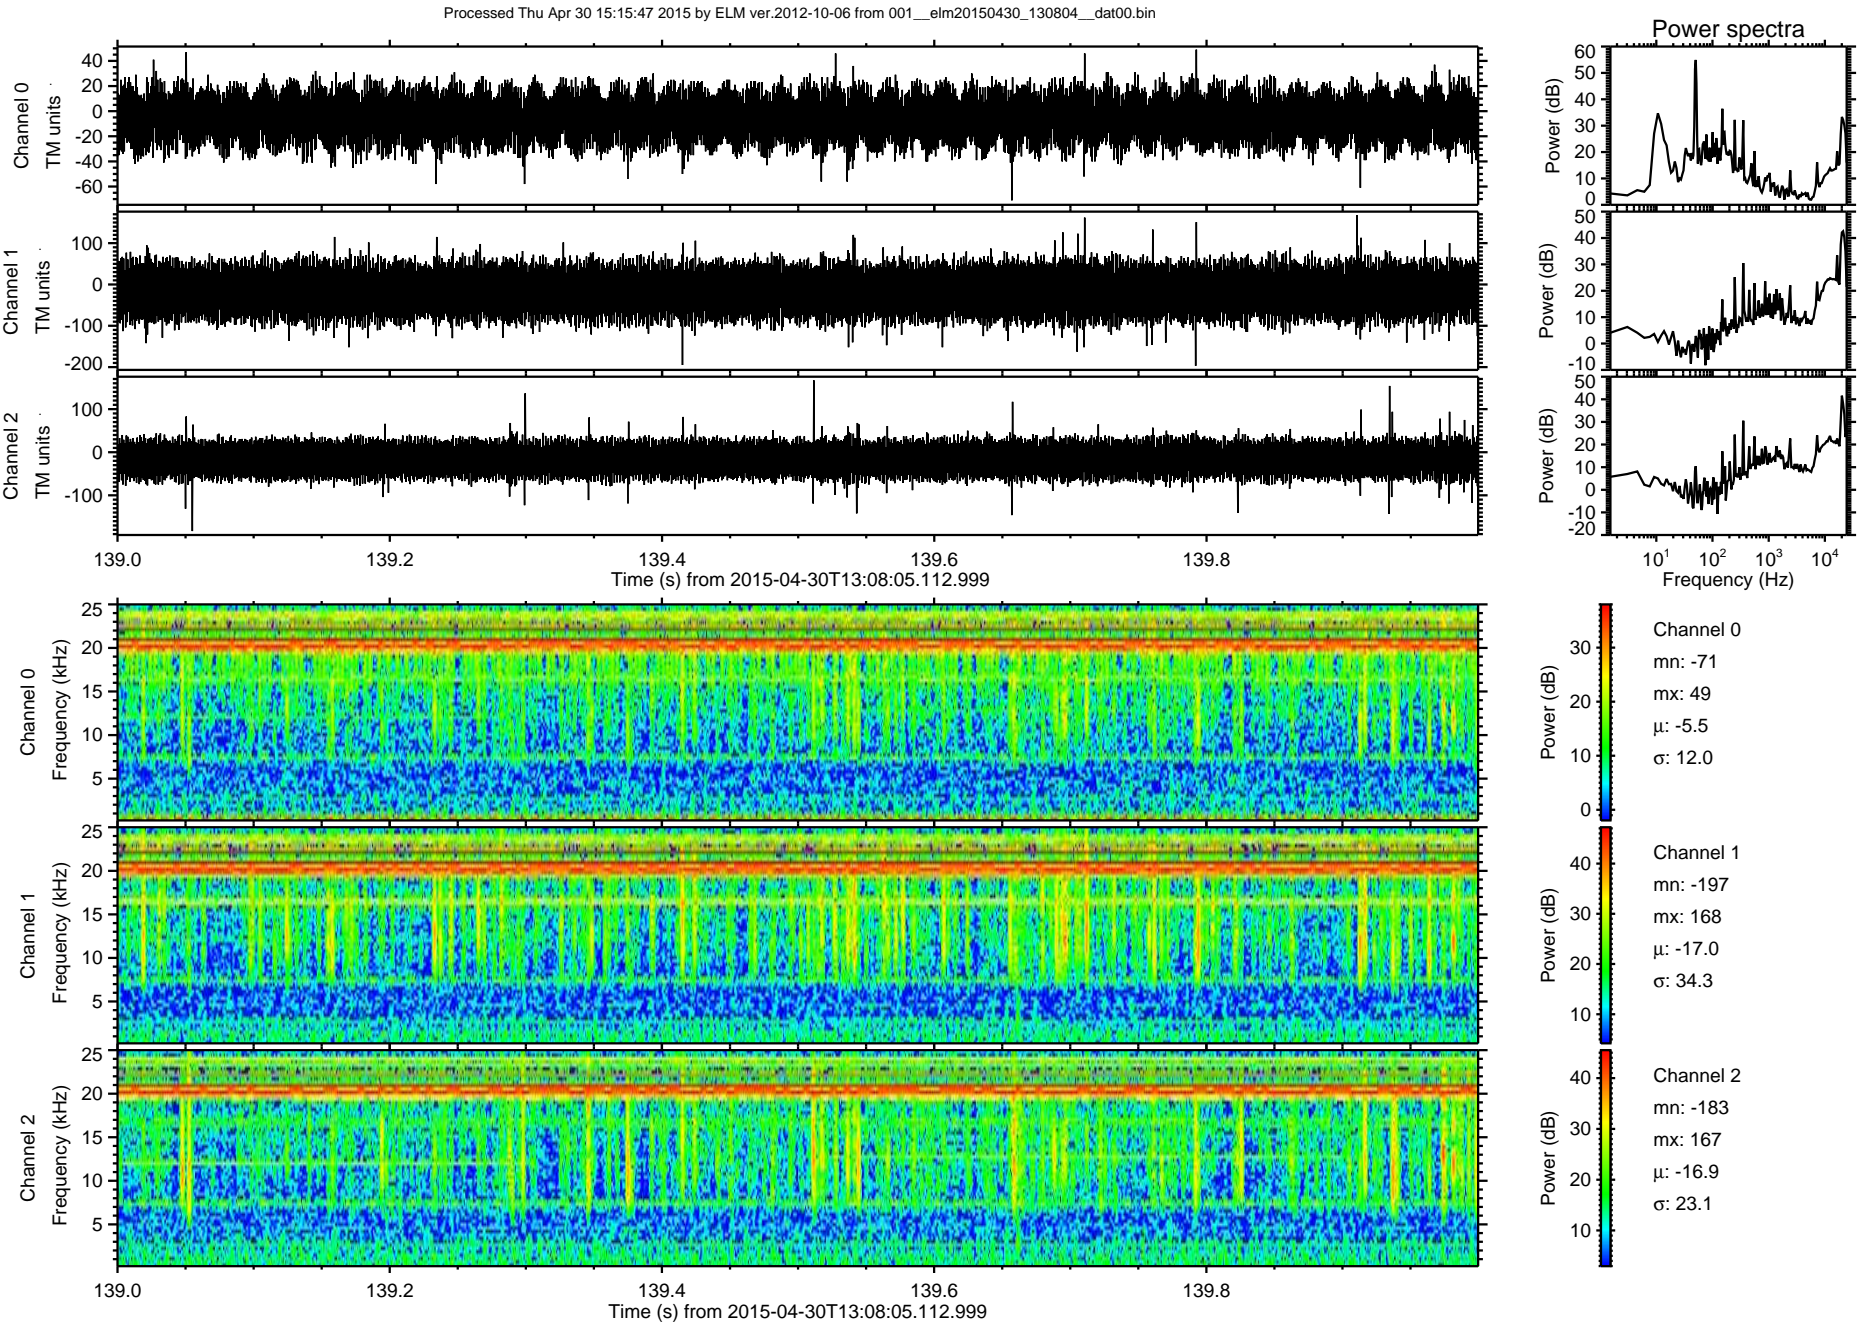 Processed Thu Apr 30 15:15:47 2015 by ELM ver.2012-10-06 from 001__elm20150430_130804__dat00.bin
Power spectra
Channel 0
TM units
40
20
0
-20
-40
-60
Power (dB)
60
50
40
30
20
10
0
Channel 1
TM units
100
0
-100
-200
Power (dB)
50
40
30
20
10
0
-10
Channel 2
TM units
100
0
-100
Power (dB)
50
40
30
20
10
0
-10
-20
139.0 139.2 139.4 139.6 139.8
Time (s) from 2015-04-30T13:08:05.112.999
10^1 10^2 10^3 10^4
Frequency (Hz)
Channel 0
Frequency (kHz)
25
20
15
10
5
Power (dB)
30
20
10
0
Channel 0
mn: -71
mx: 49
μ: -5.5
σ: 12.0
Channel 1
Frequency (kHz)
25
20
15
10
5
Power (dB)
40
30
20
10
Channel 1
mn: -197
mx: 168
μ: -17.0
σ: 34.3
Channel 2
Frequency (kHz)
25
20
15
10
5
Power (dB)
40
30
20
10
Channel 2
mn: -183
mx: 167
μ: -16.9
σ: 23.1
139.0 139.2 139.4 139.6 139.8
Time (s) from 2015-04-30T13:08:05.112.999